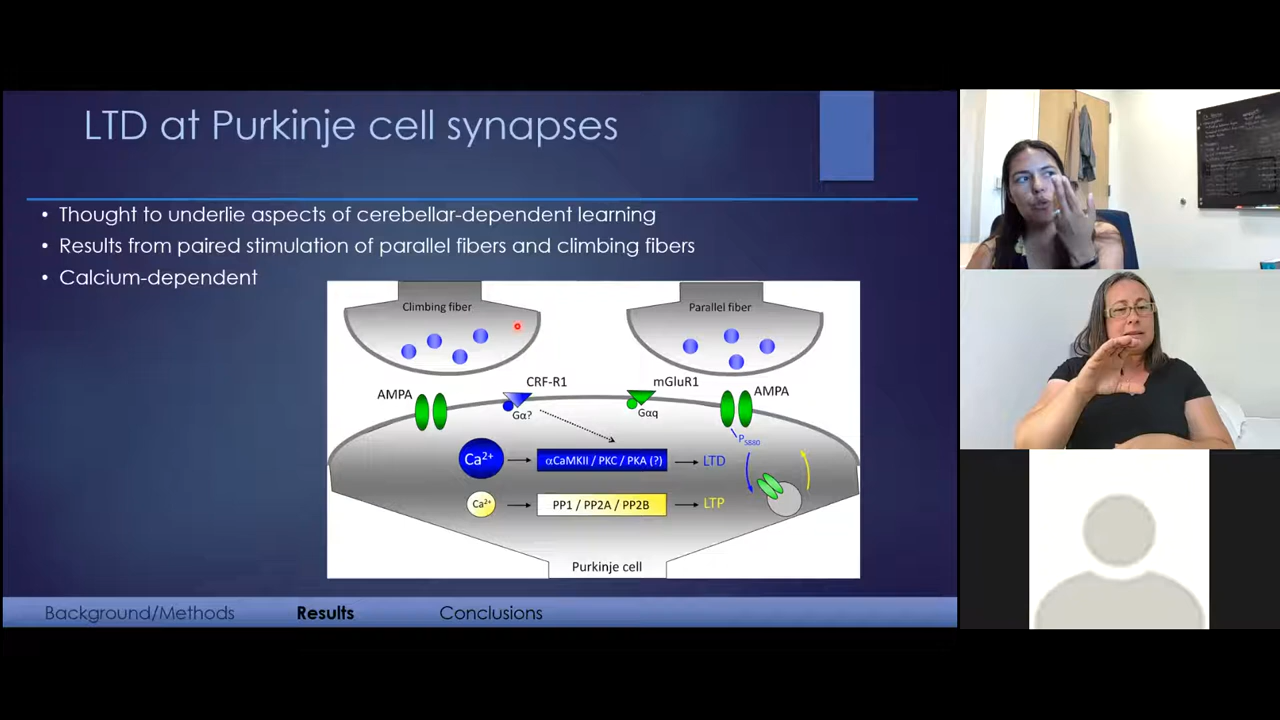 LTD at Purkinje cell synapses
• Thought to underlie aspects of cerebellar-dependent learning
• Results from paired stimulation of parallel fibers and climbing fibers
• Calcium-dependent
Climbing fiber
Parallel fiber
AMPA
CRF-R1
mGluR1
AMPA
Gα?
Gαq
PS880
Ca2+
αCaMKII / PKC / PKA (?)
LTD
Ca2+
PP1 / PP2A / PP2B
LTP
Purkinje cell
Background/Methods
Results
Conclusions